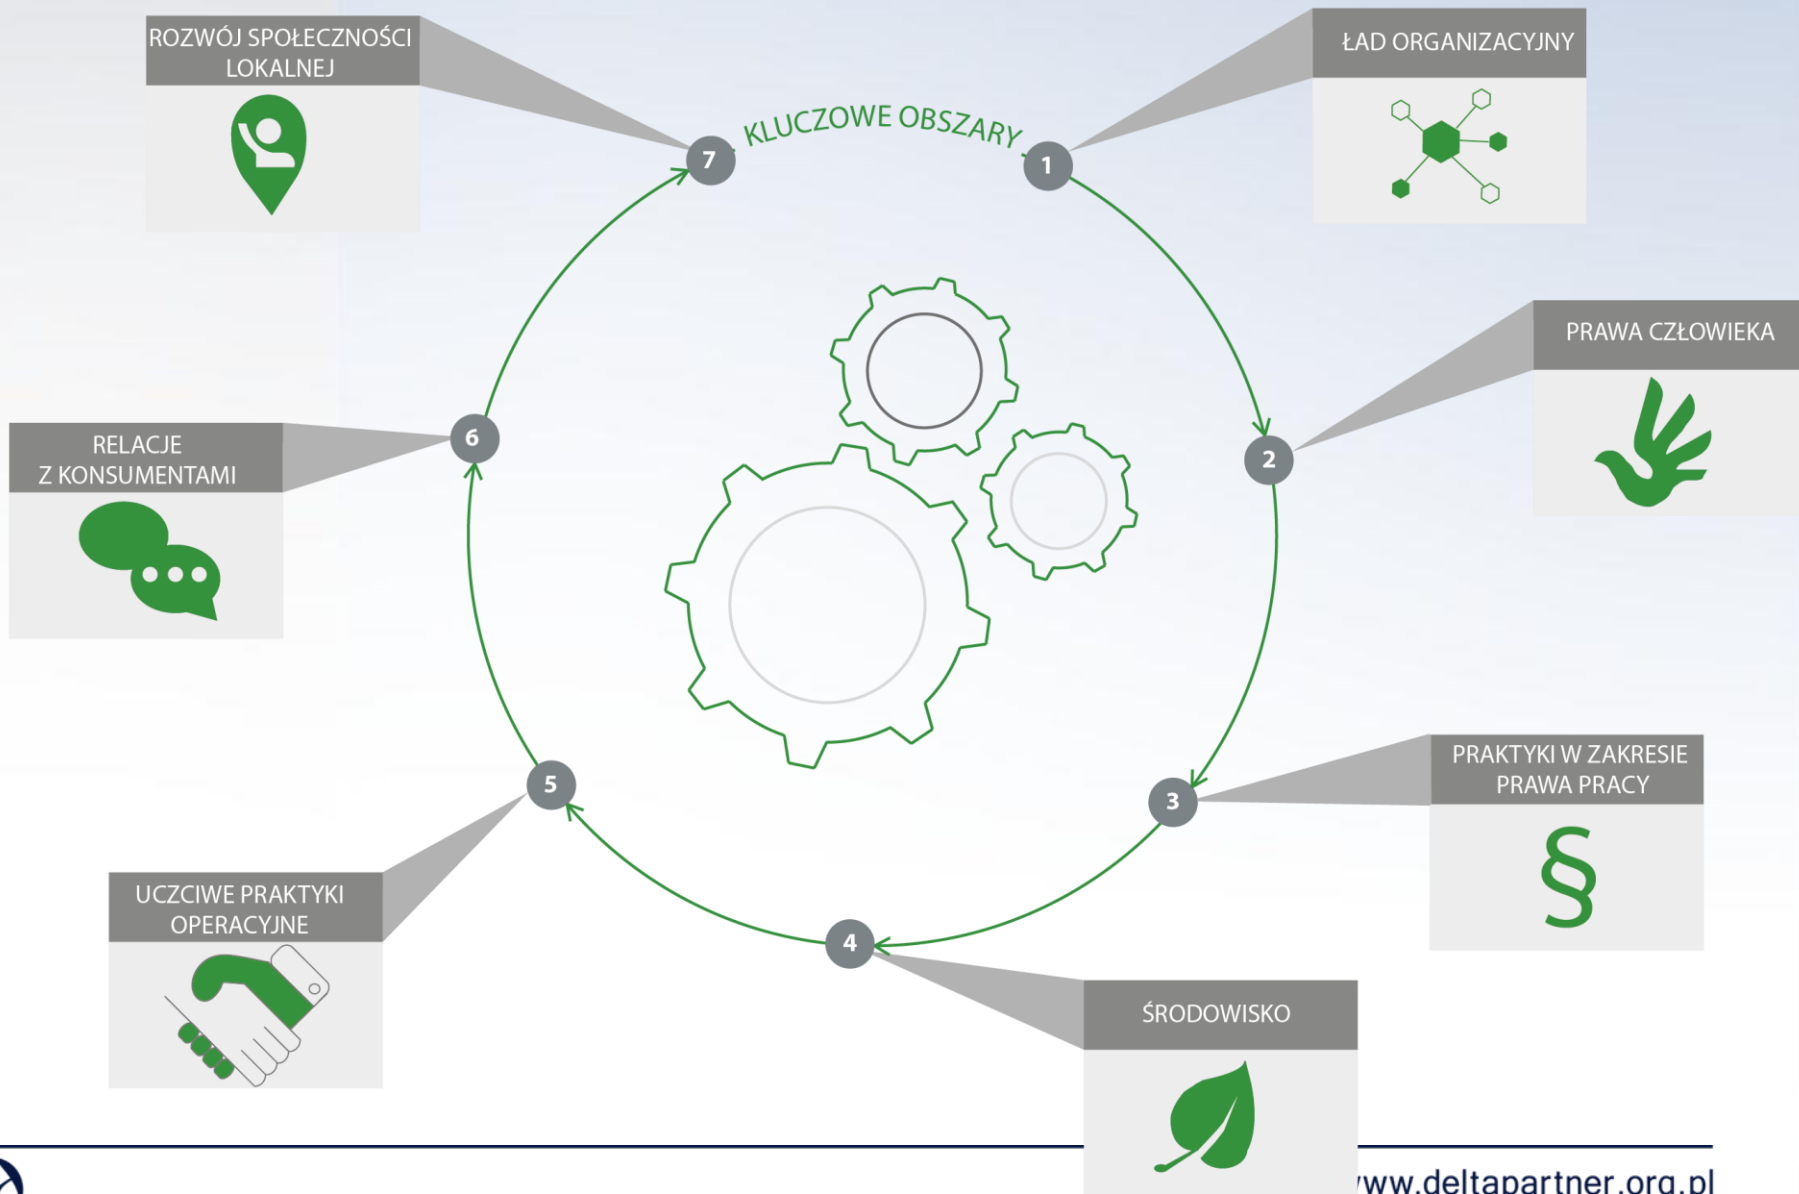 KLUCZOWE OBSZARY
1
ŁAD ORGANIZACYJNY
2
PRAWA CZŁOWIEKA
3
PRAKTYKI W ZAKRESIE
PRAWA PRACY
§
4
ŚRODOWISKO
5
UCZCIWE PRAKTYKI
OPERACYJNE
6
RELACJE
Z KONSUMENTAMI
7
ROZWÓJ SPOŁECZNOŚCI
LOKALNEJ
www.deltapartner.org.pl